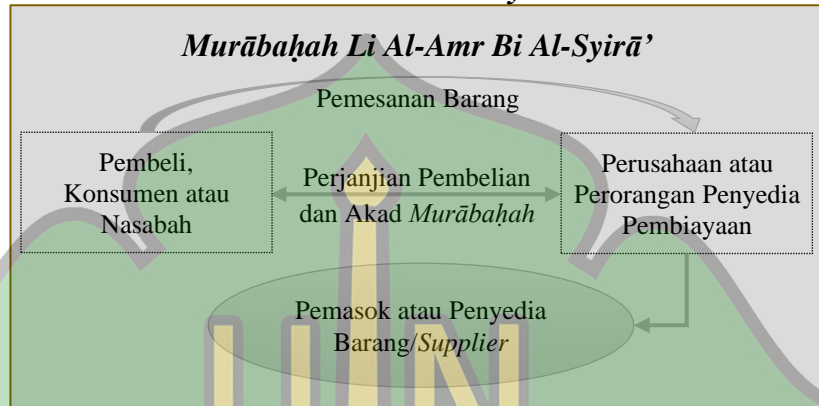 Murābaḥah Li Al-Amr Bi Al-Syirā’
Pemesanan Barang
Pembeli,
Konsumen atau
Nasabah
Perjanjian Pembelian
dan Akad Murābaḥah
Perusahaan atau
Perorangan Penyedia
Pembiayaan
Pemasok atau Penyedia
Barang/Supplier